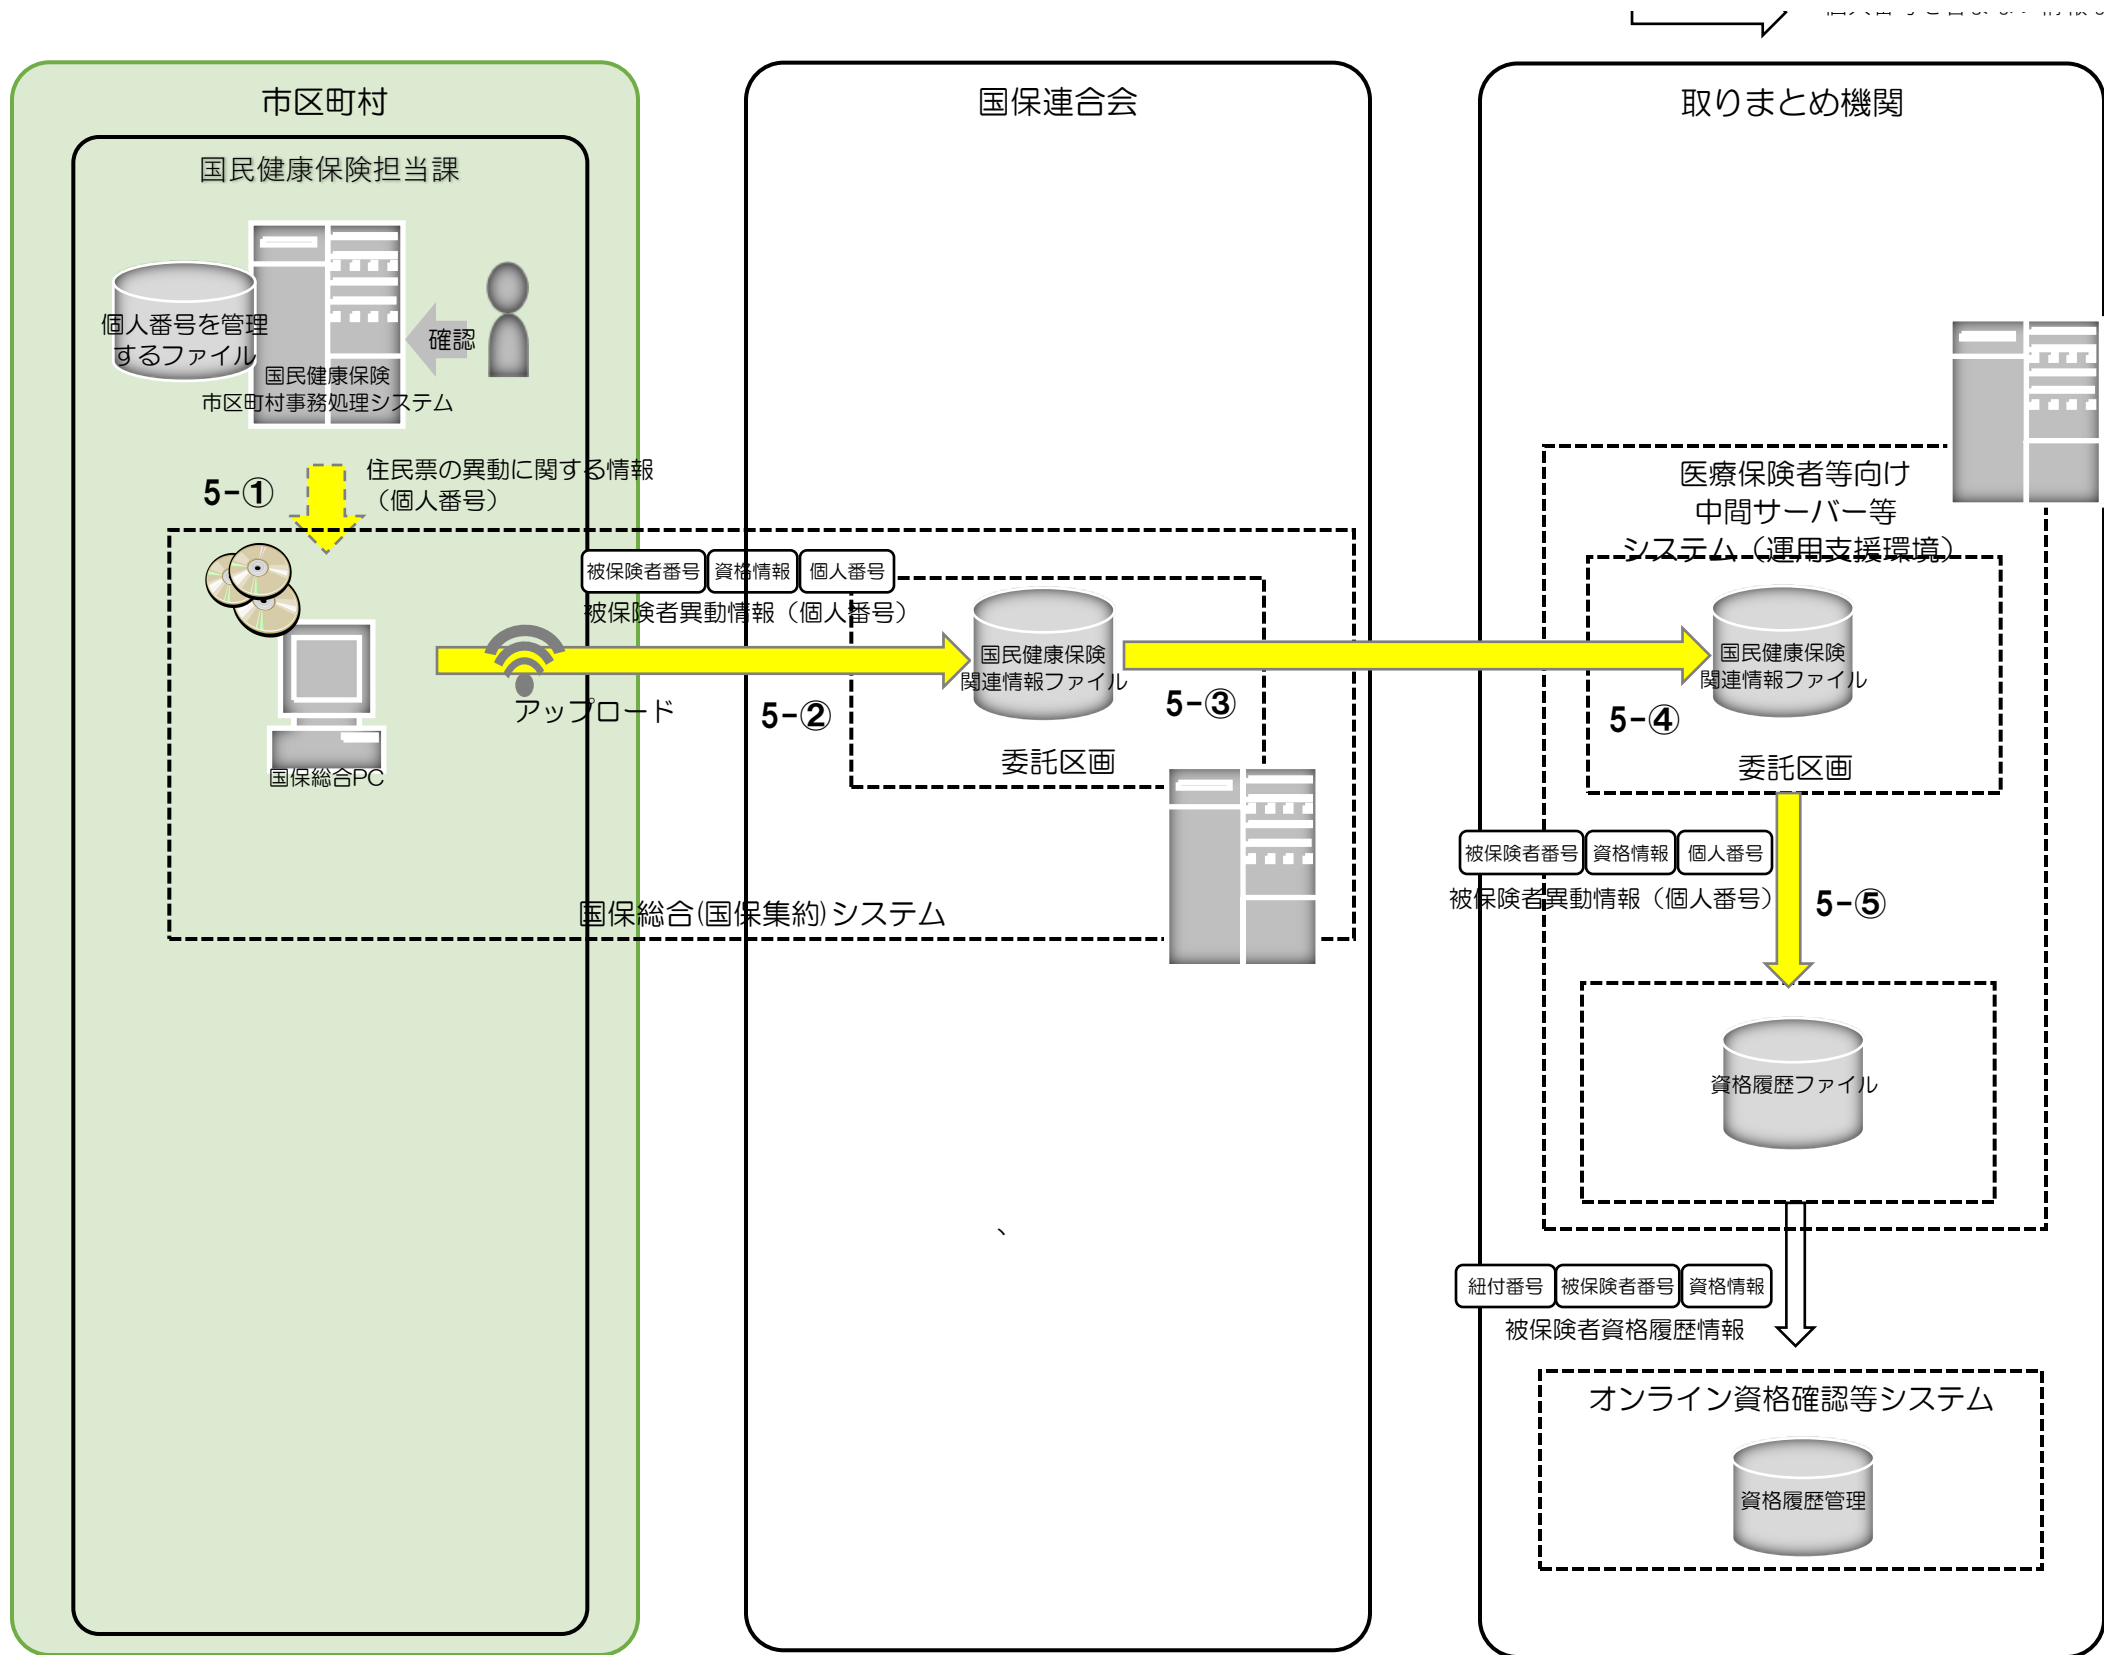 市区町村
国民健康保険担当課
個人番号を管理
するファイル
国民健康保険
市区町村事務処理システム
確認
5-①
住民票の異動に関する情報
（個人番号）
国保総合PC
被保険者番号
資格情報
個人番号
被保険者異動情報（個人番号）
アップロード
5-②
国保総合(国保集約)システム
国保連合会
国民健康保険
関連情報ファイル
委託区画
5-③
、
取りまとめ機関
医療保険者等向け
中間サーバー等
システム（運用支援環境）
国民健康保険
関連情報ファイル
5-④
委託区画
被保険者番号
資格情報
個人番号
被保険者異動情報（個人番号）
5-⑤
資格履歴ファイル
紐付番号
被保険者番号
資格情報
被保険者資格履歴情報
オンライン資格確認等システム
資格履歴管理